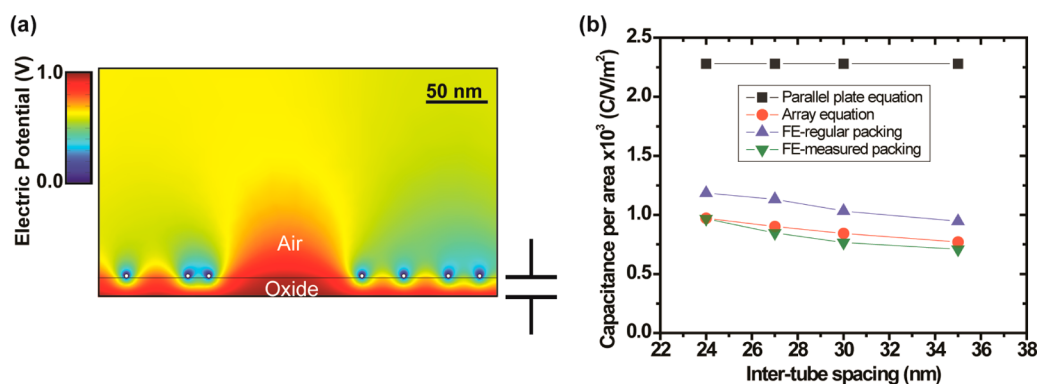 (a)
Electric Potential (V)
1.0
0.0
50 nm
Air
Oxide
(b)
Capacitance per area x10³ (C/V/m²)
2.5
2.0
1.5
1.0
0.5
0.0
Parallel plate equation
Array equation
FE-regular packing
FE-measured packing
22 24 26 28 30 32 34 36 38
Inter-tube spacing (nm)